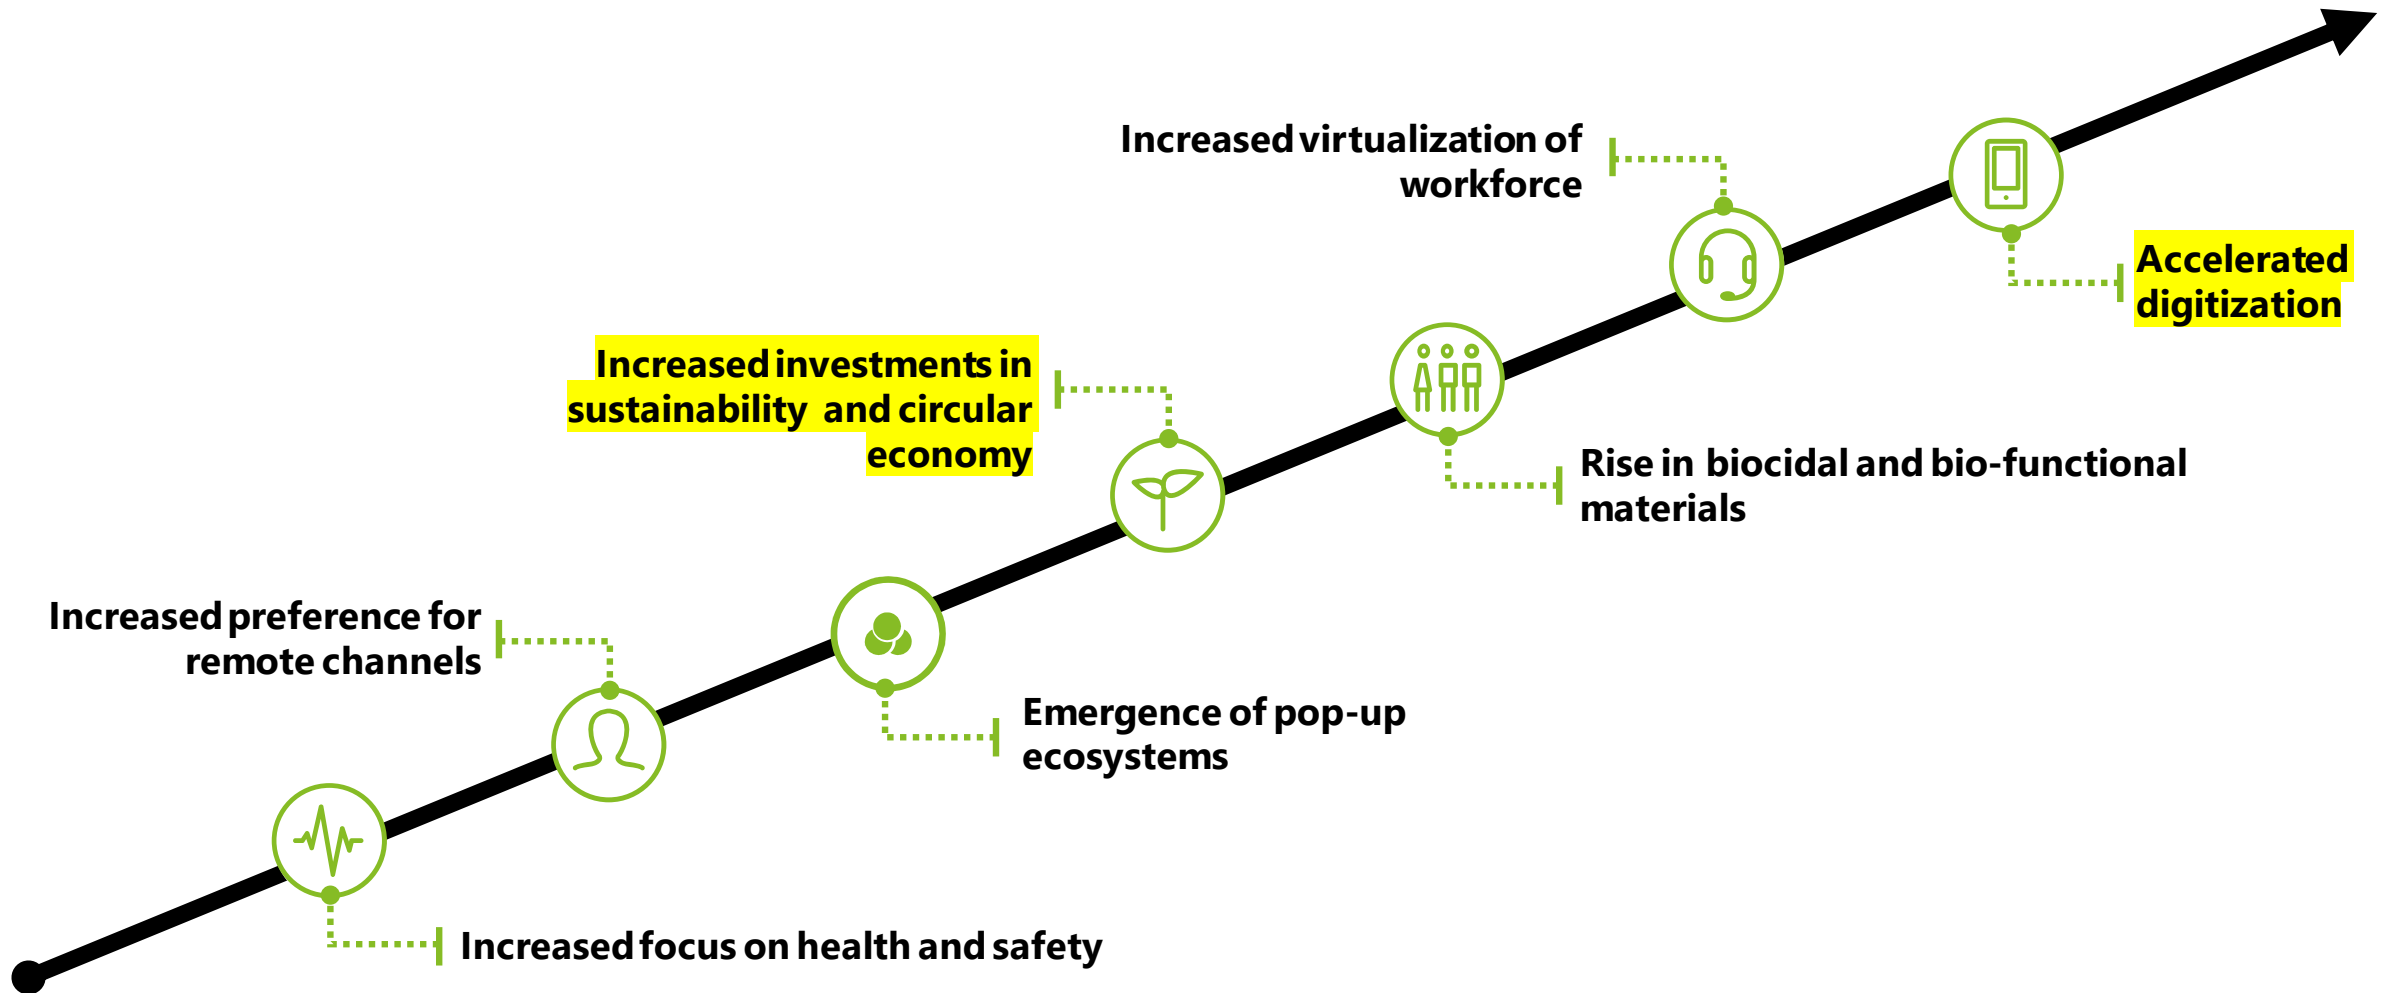 Increased virtualization of
workforce
Accelerated
digitization
Increased investments in
sustainability and circular
economy
Rise in biocidal and bio-functional
materials
Increased preference for
remote channels
Emergence of pop-up
ecosystems
Increased focus on health and safety